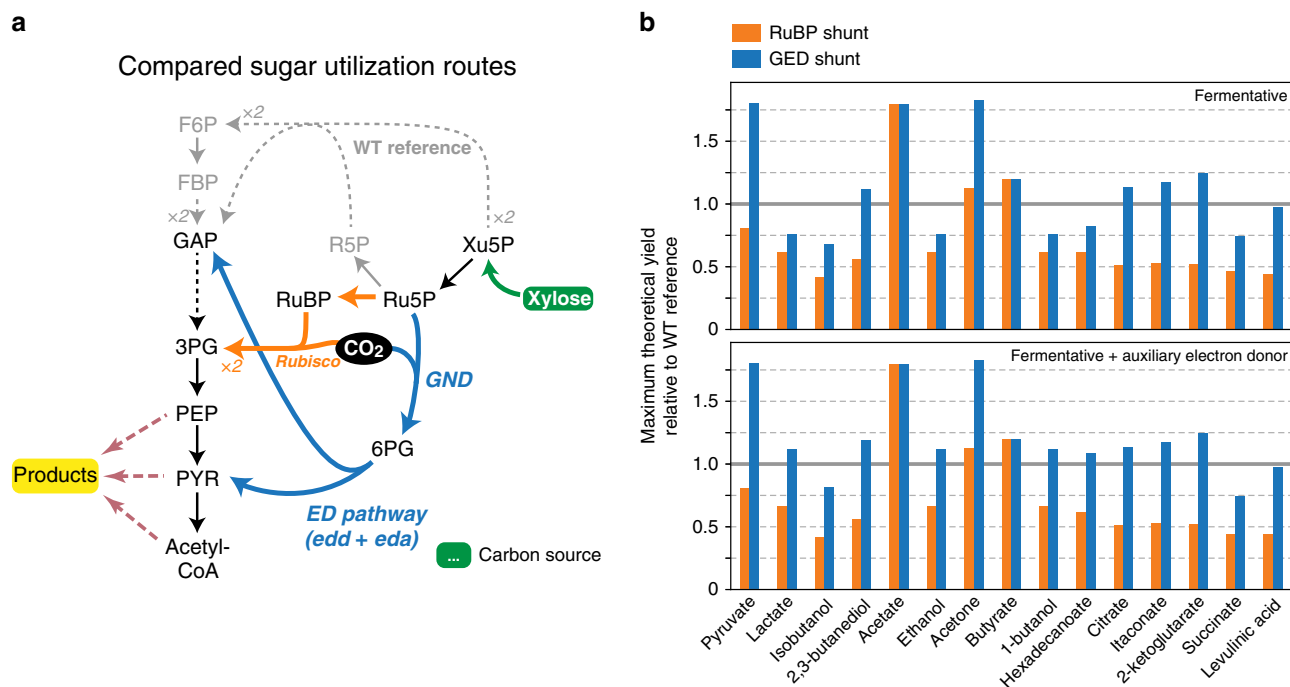 a
Compared sugar utilization routes
F6P
×2
WT reference
FBP
×2
GAP
R5P
×2
Xu5P
RuBP
Ru5P
Xylose
3PG
×2
Rubisco
CO2
GND
PEP
6PG
Products
PYR
ED pathway
(edd + eda)
Acetyl-
CoA
... Carbon source
b
RuBP shunt
GED shunt
Maximum theoretical yield
relative to WT reference
Fermentative
1.5
1.0
0.5
0
Fermentative + auxiliary electron donor
1.5
1.0
0.5
0
Pyruvate
Lactate
Isobutanol
2,3-butanediol
Acetate
Ethanol
Acetone
Butyrate
1-butanol
Hexadecanoate
Citrate
Itaconate
2-ketoglutarate
Succinate
Levulinic acid